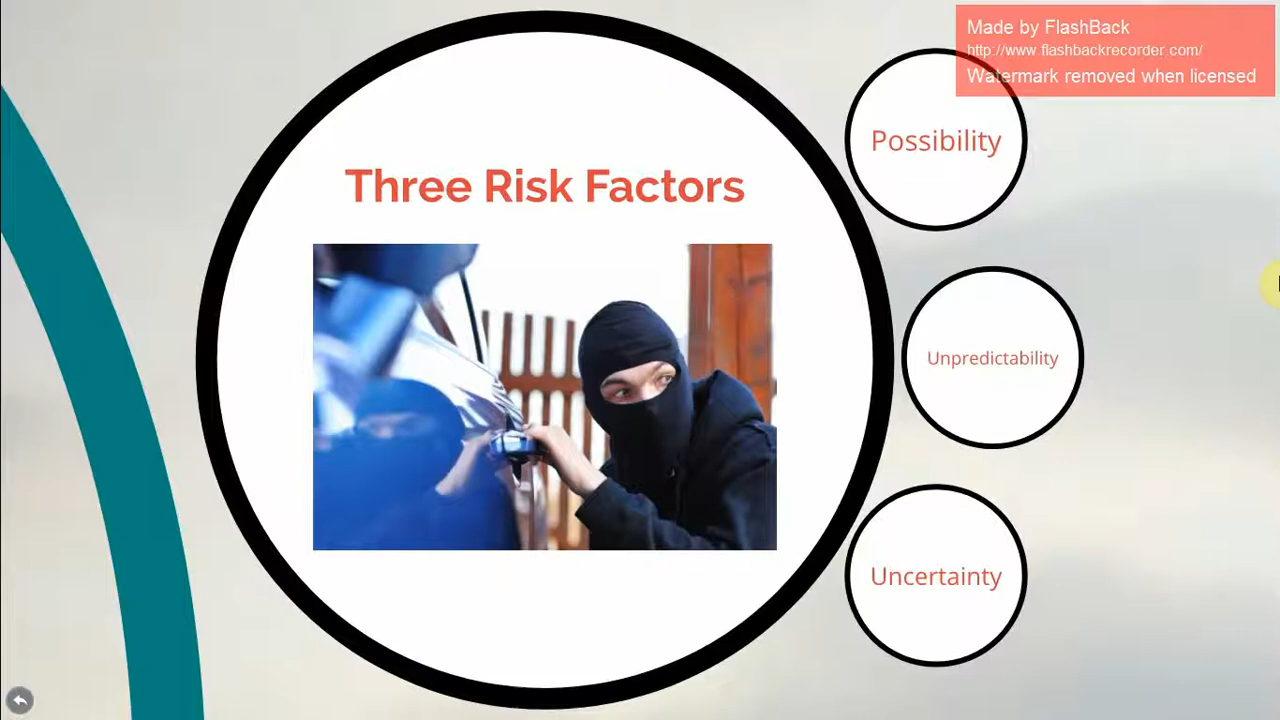 Made by FlashBack
http://www.flashbackrecorder.com/
Watermark removed when licensed
Three Risk Factors
Possibility
Unpredictability
Uncertainty